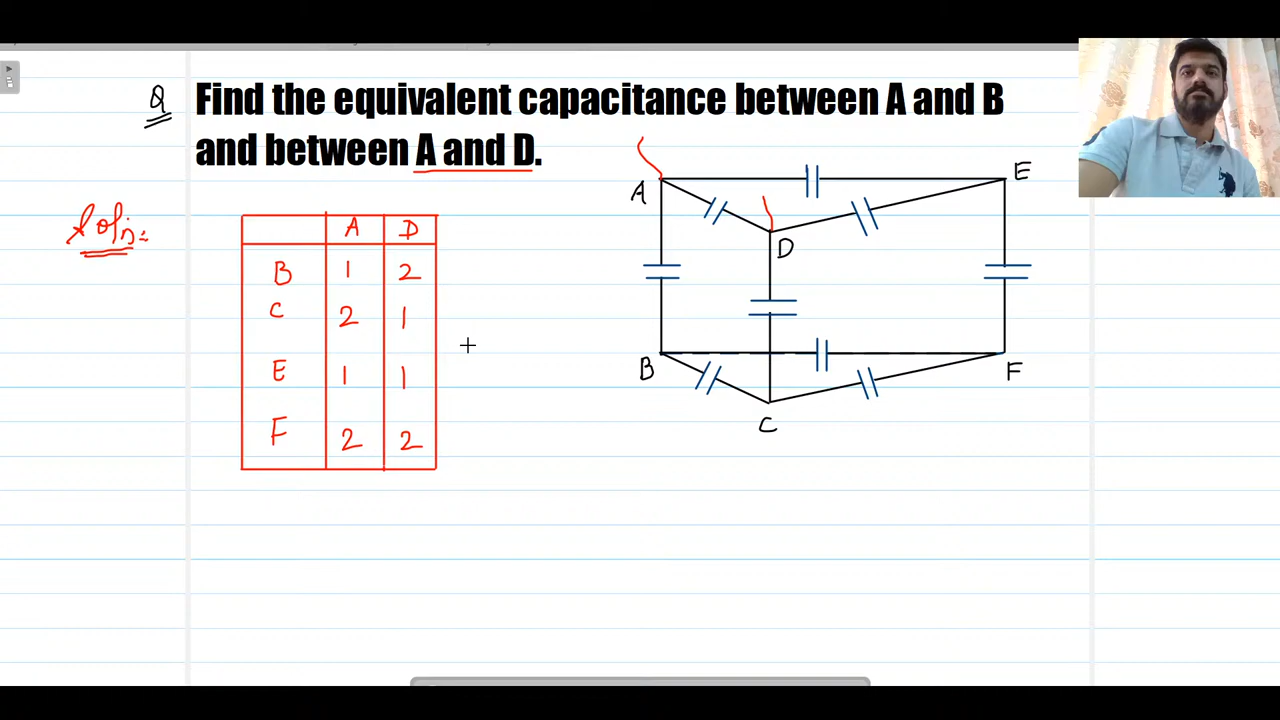 Q Find the equivalent capacitance between A and B
and between A and D.
Soln:
A D
B 1 2
C 2 1
E 1 1
F 2 2
A E
D
B F
C